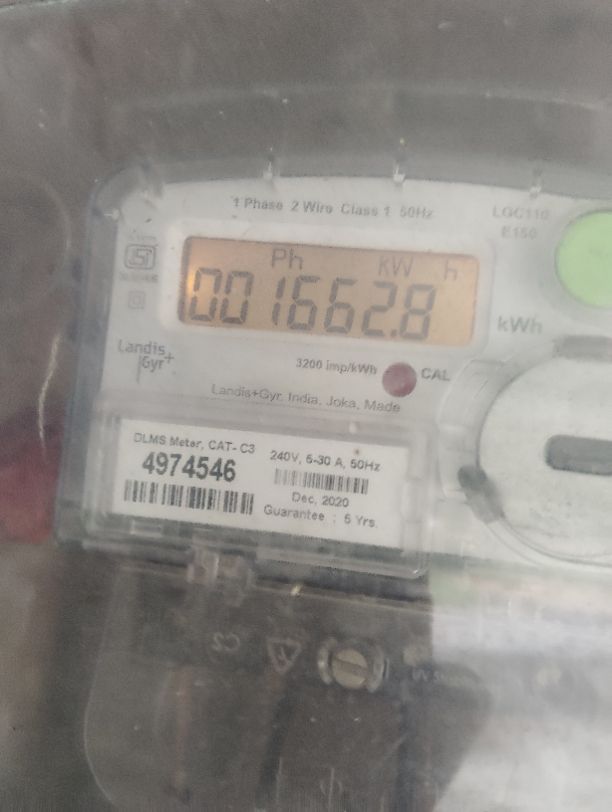 1 Phase 2 Wire Class 1 50Hz
LGC110
E150
Ph kW h
001662.8
kWh
Landis+
Gyr
3200 imp/kWh
CAL
Landis+Gyr, India, Joka, Made
DLMS Meter, CAT- C3
4974546
240V, 5-30 A, 50Hz
Dec, 2020
Guarantee : 5 Yrs.
C2